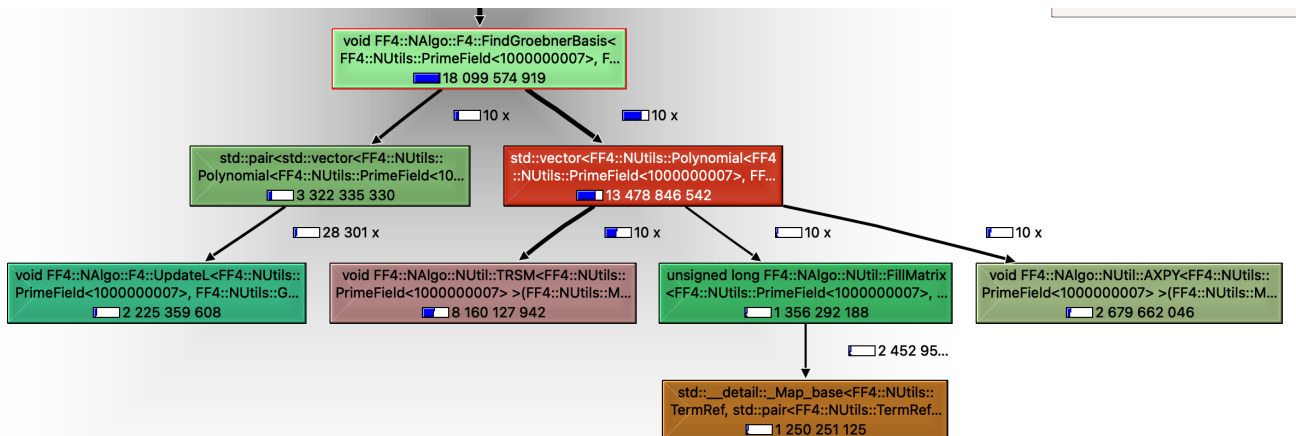 void FF4::NAlgo::F4::FindGroebnerBasis<
FF4::NUtils::PrimeField<1000000007>, F...
18 099 574 919
10 x
10 x
std::pair<std::vector<FF4::NUtils::
Polynomial<FF4::NUtils::PrimeField<10...
3 322 335 330
std::vector<FF4::NUtils::Polynomial<FF4
::NUtils::PrimeField<1000000007>, FF...
13 478 846 542
28 301 x
10 x
10 x
10 x
void FF4::NAlgo::F4::UpdateL<FF4::NUtils::
PrimeField<1000000007>, FF4::NUtils::G...
2 225 359 608
void FF4::NAlgo::NUtil::TRSM<FF4::NUtils::
PrimeField<1000000007> >(FF4::NUtils::M...
8 160 127 942
unsigned long FF4::NAlgo::NUtil::FillMatrix
<FF4::NUtils::PrimeField<1000000007>, ...
1 356 292 188
void FF4::NAlgo::NUtil::AXPY<FF4::NUtils::
PrimeField<1000000007> >(FF4::NUtils::M...
2 679 662 046
2 452 95...
std::__detail::_Map_base<FF4::NUtils::
TermRef, std::pair<FF4::NUtils::TermRef...
1 250 251 125